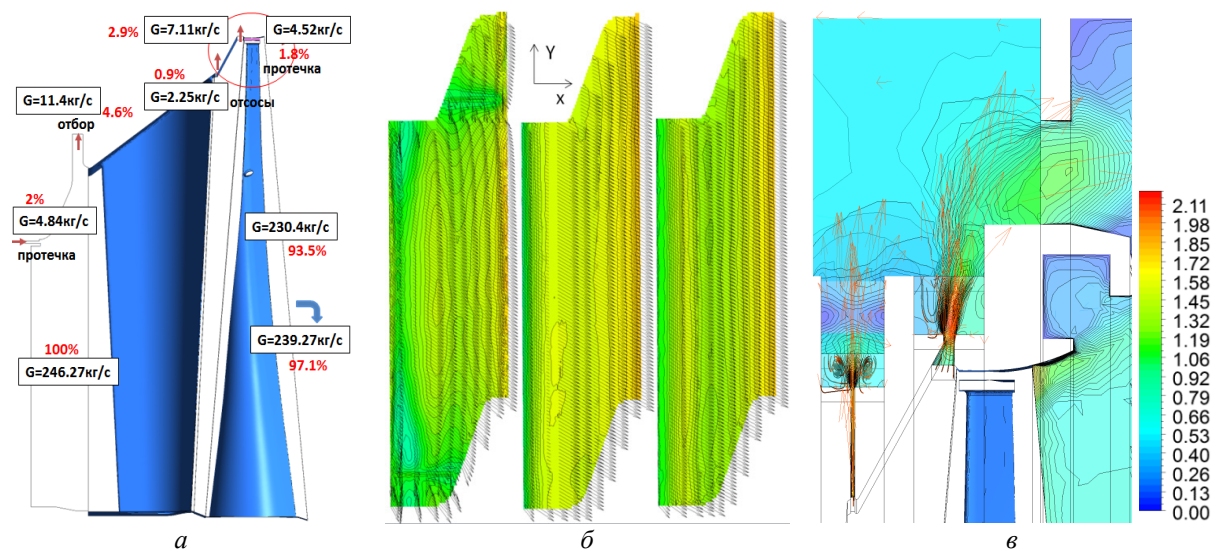 2.9%
G=7.11кг/с
G=4.52кг/с
1.8%
протечка
0.9%
G=2.25кг/с
отсосы
G=11.4кг/с
4.6%
отбор
2%
G=4.84кг/с
протечка
G=230.4кг/с
93.5%
G=239.27кг/с
97.1%
100%
G=246.27кг/с
а
Y
x
б
2.11
1.98
1.85
1.72
1.58
1.45
1.32
1.19
1.06
0.92
0.79
0.66
0.53
0.40
0.26
0.13
0.00
в